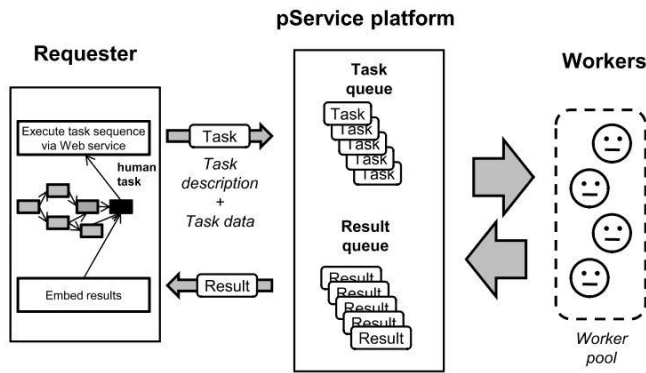 pService platform
Requester
Workers
Execute task sequence
via Web service
human
task
Embed results
Task
Task
description
+
Task data
Result
Task
queue
Task
Task
Task
Task
Task
Result
queue
Result
Result
Result
Result
Result
Worker
pool